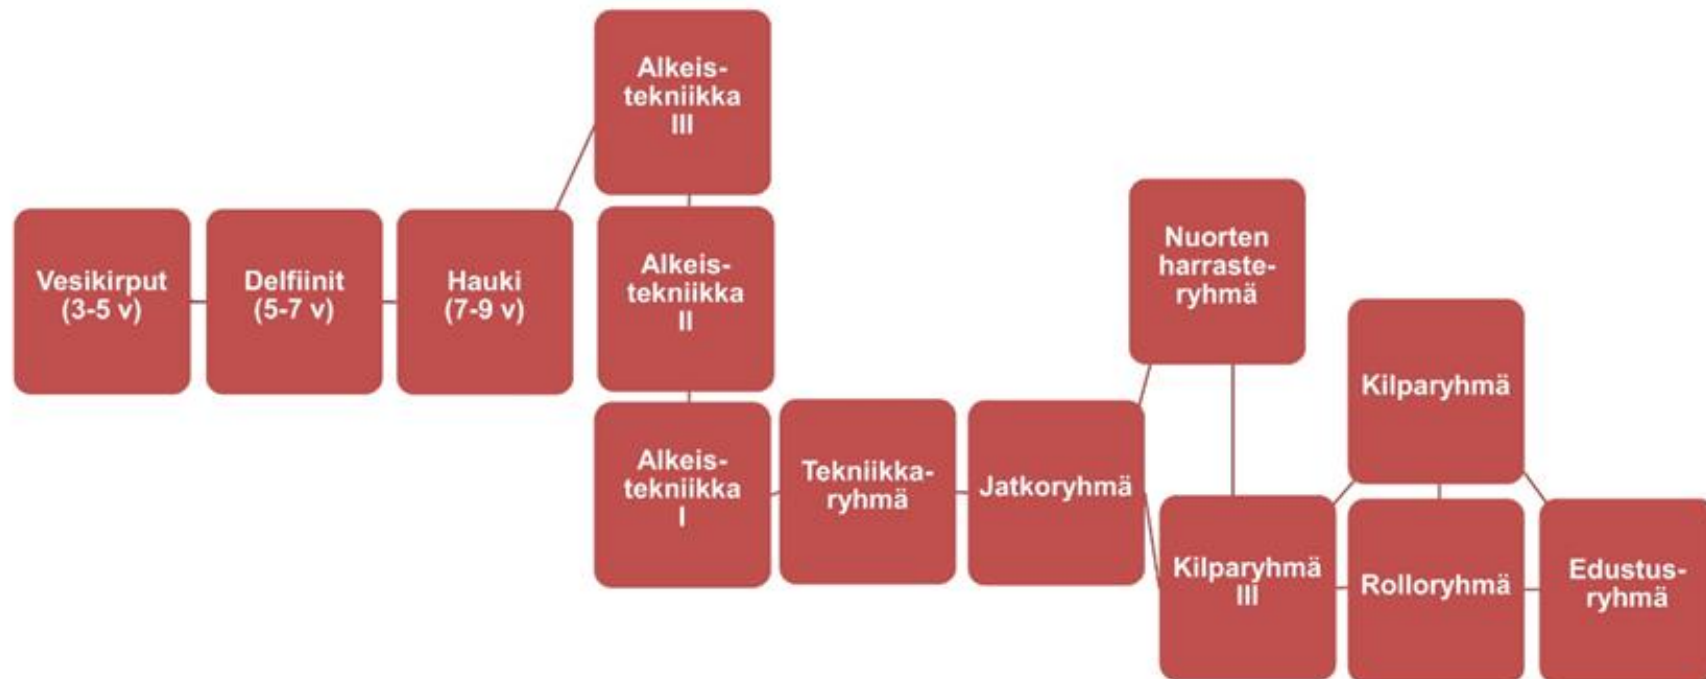 Vesikirput
(3-5 v)
Delfiinit
(5-7 v)
Hauki
(7-9 v)
Alkeis-
tekniikka
III
Alkeis-
tekniikka
II
Alkeis-
tekniikka
I
Tekniikka-
ryhmä
Jatkoryhmä
Nuorten
harraste-
ryhmä
Kilparyhmä
III
Kilparyhmä
Rolloryhmä
Edustus-
ryhmä